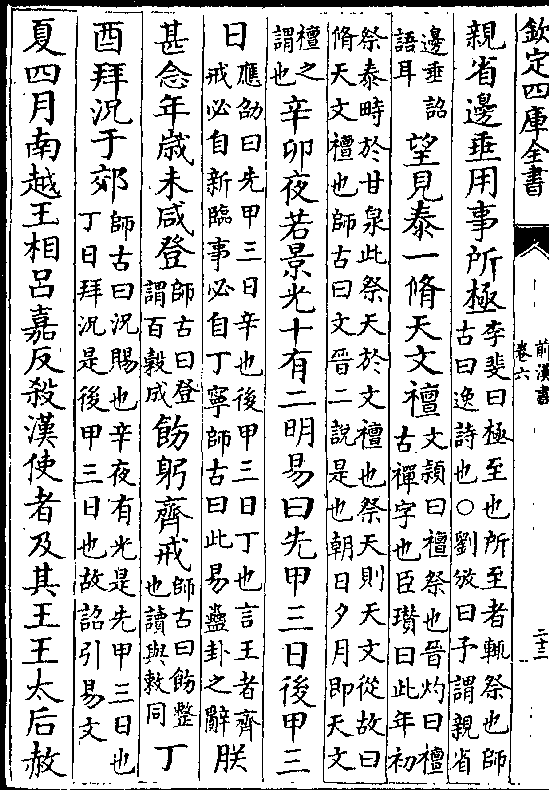 欽定四庫全書
前漢書
卷六
二十三
親省邊垂用事所極
李斐曰極至也所至者輒祭也師
古曰逸詩也○劉攽曰予謂親省
邊垂詔
語耳
望見泰一脩天文襢
文穎曰襢祭也晉灼曰襢
古禪字也臣瓚曰此年初
祭泰時於甘泉此祭天於文襢也祭天則天文從故曰
脩天文襢也師古曰文晉二說是也朝日夕月即天文
襢之
謂也
辛卯夜若景光十有二明易曰先甲三日後甲三
日
應劭曰先甲三日辛也後甲三日丁也言王者齊
戒必自新臨事必自丁寧師古曰此易蠱卦之辭
朕
甚念年歲未咸登
師古曰登
謂百穀成
飭躬齊戒
師古曰飭整
也讀與敕同
丁
酉拜況于郊
師古曰況賜也辛夜有光是先甲三日也
丁日拜況是後甲三日也故詔引易文
夏四月南越王相呂嘉反殺漢使者及其王王太后赦